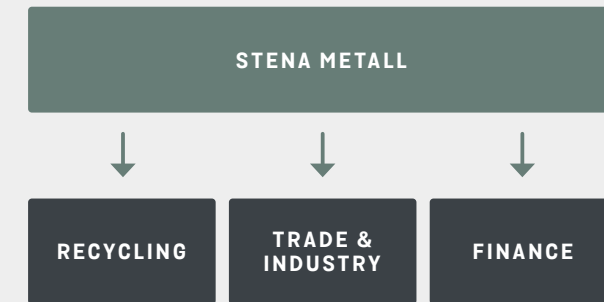 STENA METALL
RECYCLING
TRADE &
INDUSTRY
FINANCE